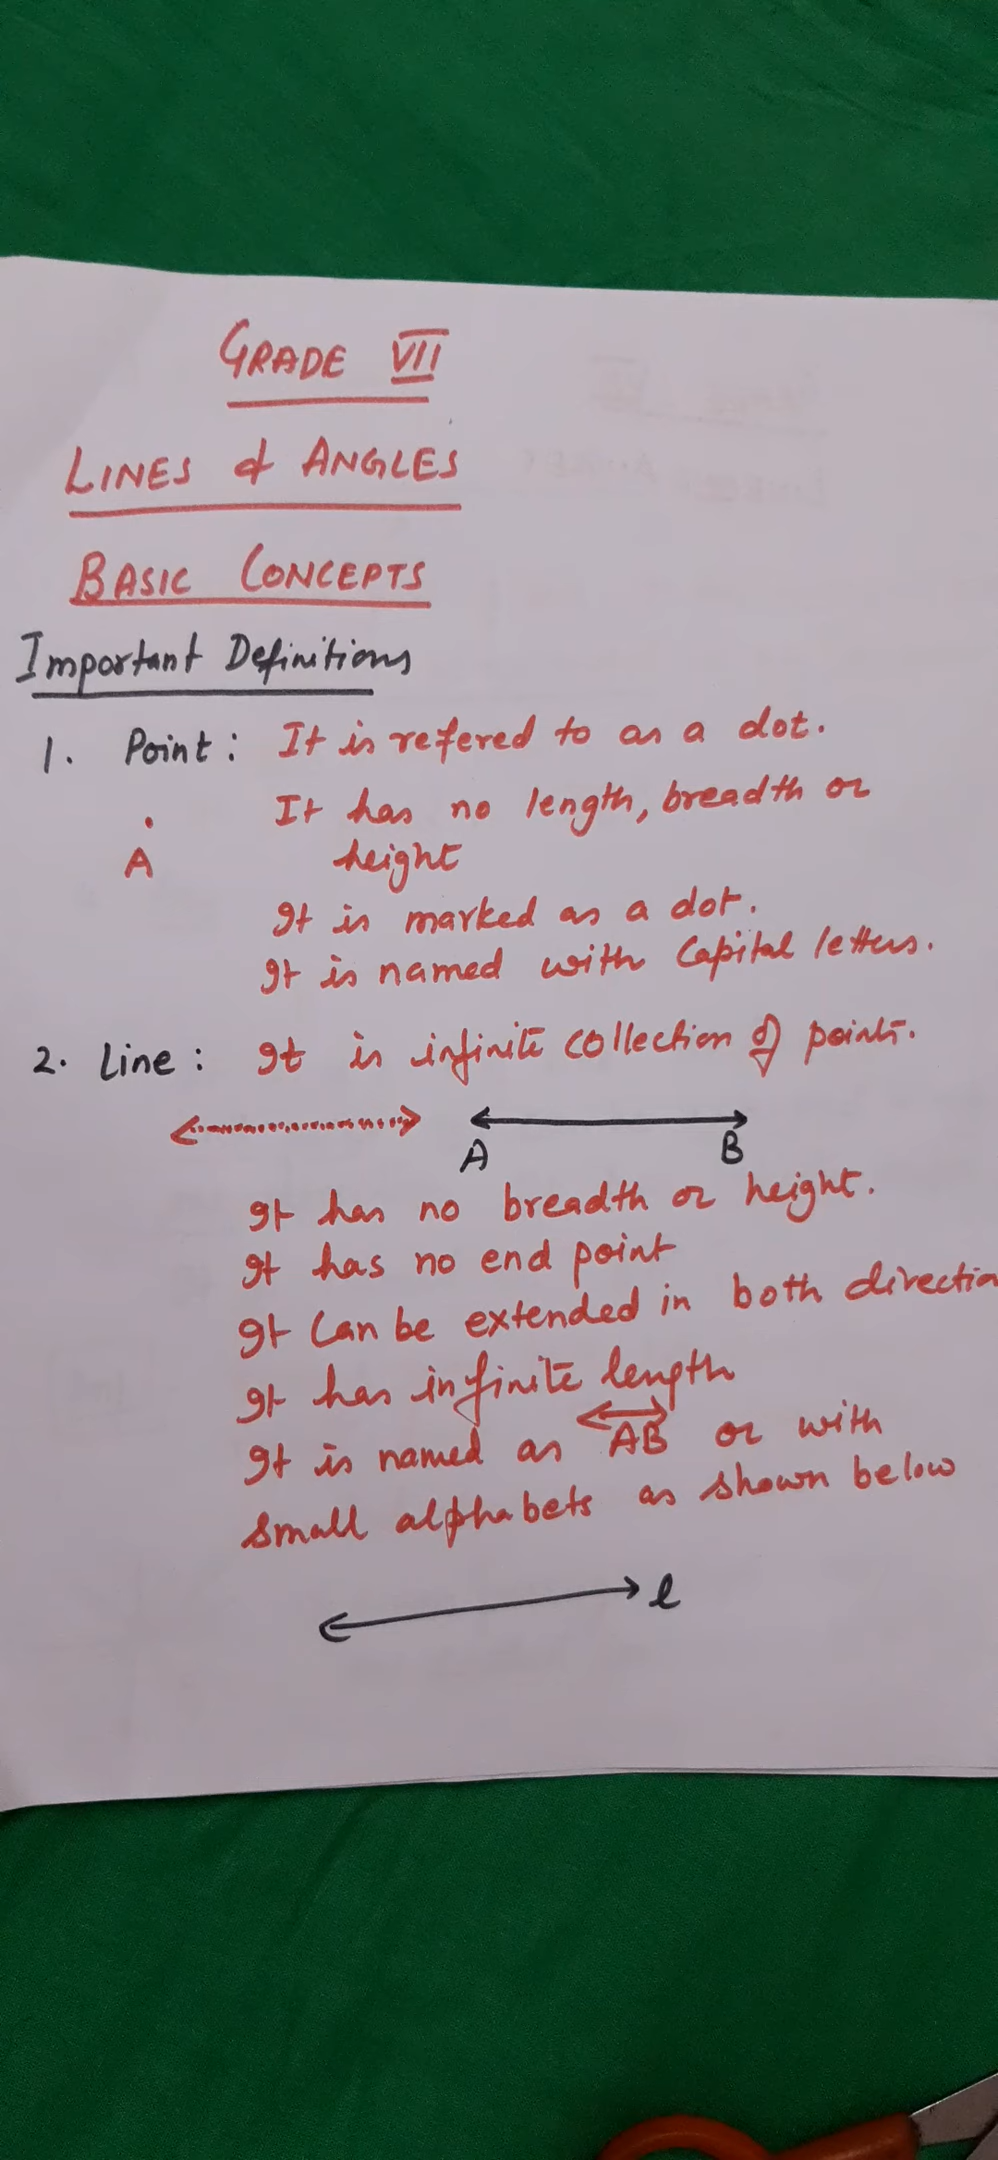 GRADE VII
LINES & ANGLES
BASIC CONCEPTS
Important Definitions
1. Point: It is refered to as a dot.
It has no length, breadth or
A height
It is marked as a dot.
It is named with Capital letters.
2. Line: It is infinite collection of points.
A B
It has no breadth or height.
It has no end point
It Can be extended in both directio
It has infinite length
It is named as AB or with
small alphabets as shown below
l